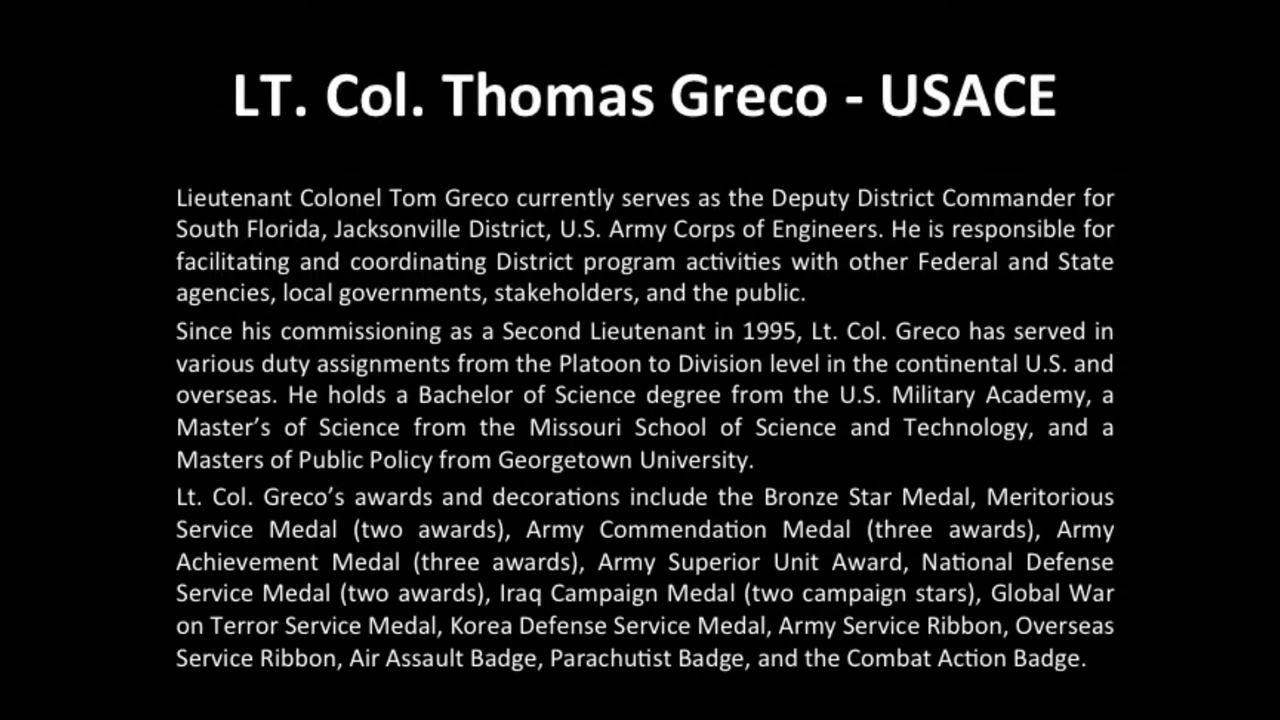 LT. Col. Thomas Greco - USACE
Lieutenant Colonel Tom Greco currently serves as the Deputy District Commander for
South Florida, Jacksonville District, U.S. Army Corps of Engineers. He is responsible for
facilitating and coordinating District program activities with other Federal and State
agencies, local governments, stakeholders, and the public.
Since his commissioning as a Second Lieutenant in 1995, Lt. Col. Greco has served in
various duty assignments from the Platoon to Division level in the continental U.S. and
overseas. He holds a Bachelor of Science degree from the U.S. Military Academy, a
Master’s of Science from the Missouri School of Science and Technology, and a
Masters of Public Policy from Georgetown University.
Lt. Col. Greco’s awards and decorations include the Bronze Star Medal, Meritorious
Service Medal (two awards), Army Commendation Medal (three awards), Army
Achievement Medal (three awards), Army Superior Unit Award, National Defense
Service Medal (two awards), Iraq Campaign Medal (two campaign stars), Global War
on Terror Service Medal, Korea Defense Service Medal, Army Service Ribbon, Overseas
Service Ribbon, Air Assault Badge, Parachutist Badge, and the Combat Action Badge.